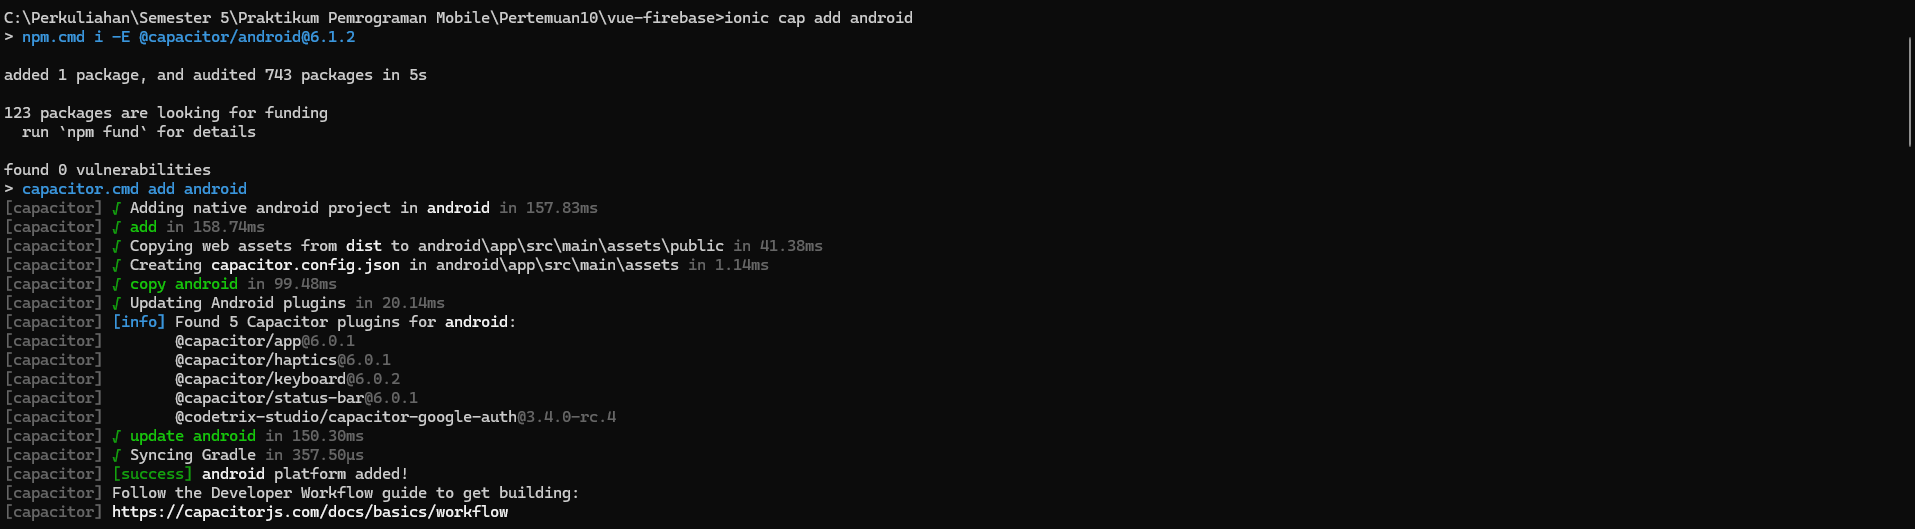 C:\Perkuliahan\Semester 5\Praktikum Pemrograman Mobile\Pertemuan10\vue-firebase>ionic cap add android
> npm.cmd i -E @capacitor/android@6.1.2
added 1 package, and audited 743 packages in 5s
123 packages are looking for funding
  run `npm fund` for details
found 0 vulnerabilities
> capacitor.cmd add android
[capacitor] √ Adding native android project in android in 157.83ms
[capacitor] √ add in 158.74ms
[capacitor] √ Copying web assets from dist to android\app\src\main\assets\public in 41.38ms
[capacitor] √ Creating capacitor.config.json in android\app\src\main\assets in 1.14ms
[capacitor] √ copy android in 99.48ms
[capacitor] √ Updating Android plugins in 20.14ms
[capacitor] [info] Found 5 Capacitor plugins for android:
[capacitor]        @capacitor/app@6.0.1
[capacitor]        @capacitor/haptics@6.0.1
[capacitor]        @capacitor/keyboard@6.0.2
[capacitor]        @capacitor/status-bar@6.0.1
[capacitor]        @codetrix-studio/capacitor-google-auth@3.4.0-rc.4
[capacitor] √ update android in 150.30ms
[capacitor] √ Syncing Gradle in 357.50μs
[capacitor] [success] android platform added!
[capacitor] Follow the Developer Workflow guide to get building:
[capacitor] https://capacitorjs.com/docs/basics/workflow